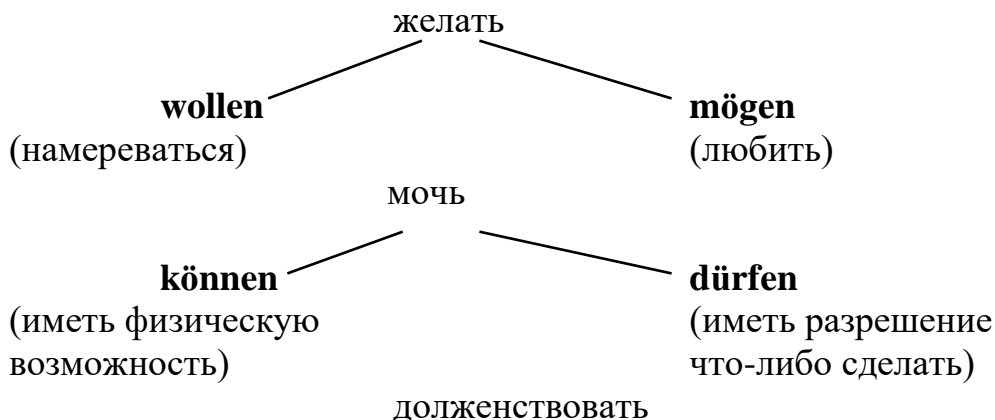 желать
wollen mögen
(намереваться) (любить)
мочь
können dürfen
(иметь физическую (иметь разрешение
возможность) что-либо сделать)
долженствовать